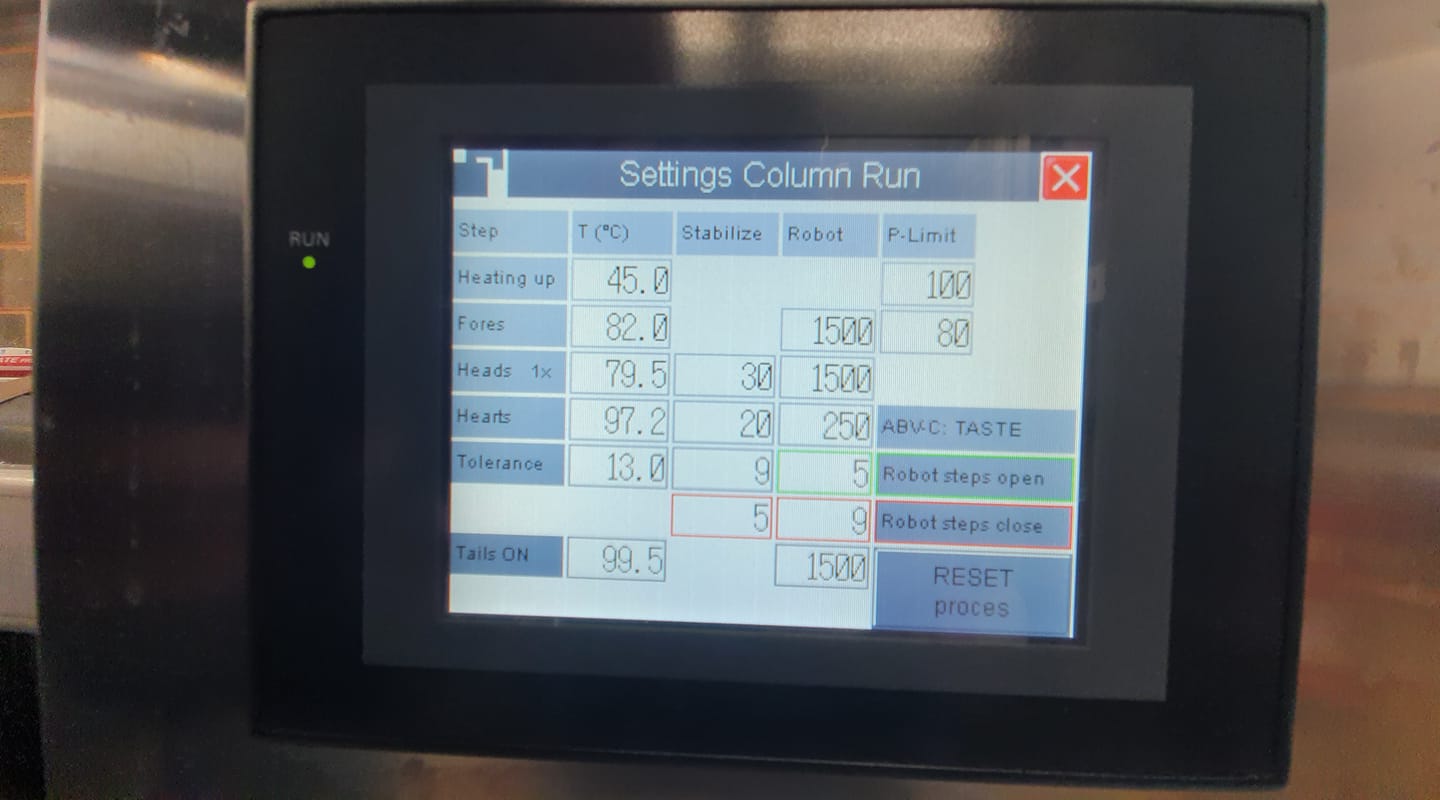 Settings Column Run
RUN
Step T (°C) Stabilize Robot P-Limit
Heating up 45.0 100
Fores 82.0 1500 80
Heads 1x 79.5 30 1500
Hearts 97.2 20 250 ABV-C: TASTE
Tolerance 13.0 9 5 Robot steps open
5 9 Robot steps close
Tails ON 99.5 1500 RESET
proces